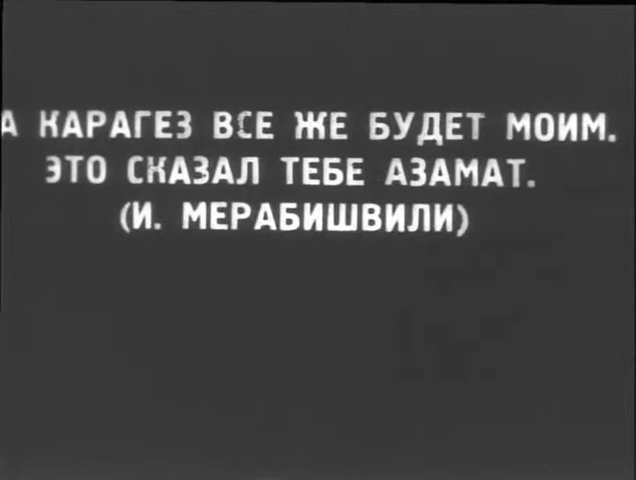 А КАРАГЕЗ ВСЕ ЖЕ БУДЕТ МОИМ.
ЭТО СКАЗАЛ ТЕБЕ АЗАМАТ.
(И. МЕРАБИШВИЛИ)